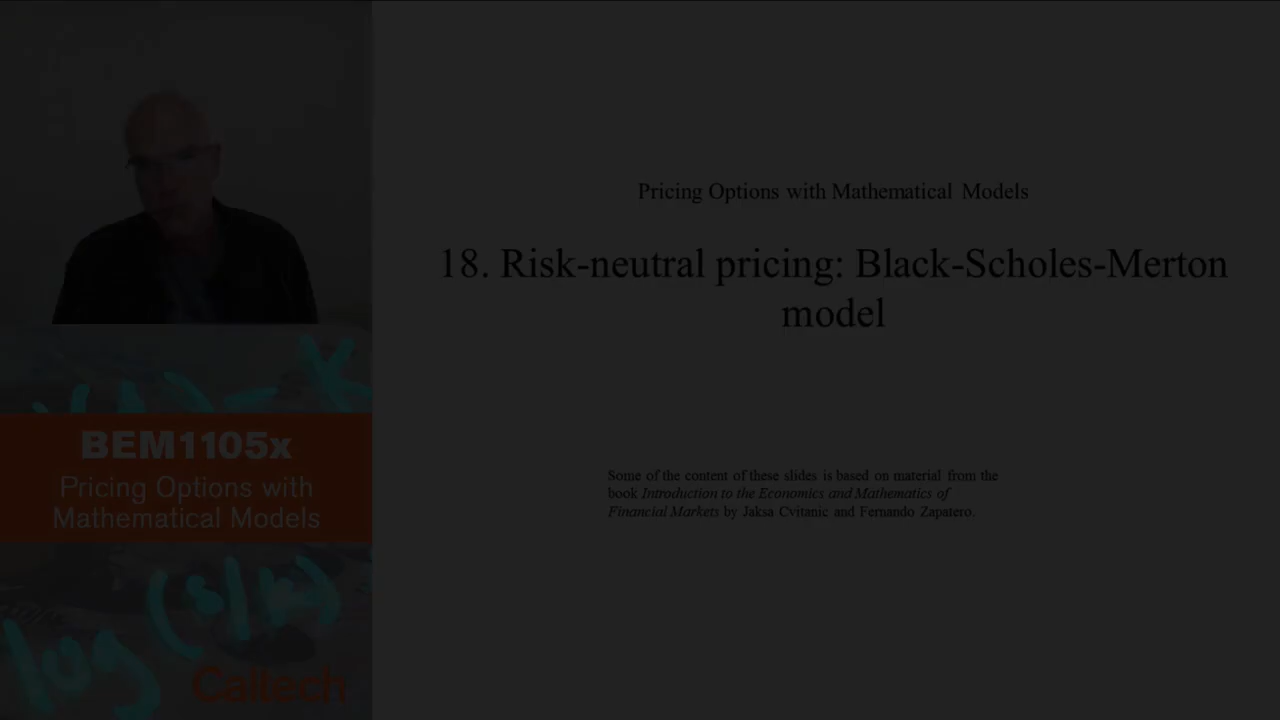 Pricing Options with Mathematical Models
18. Risk-neutral pricing: Black-Scholes-Merton
model
Some of the content of these slides is based on material from the
book Introduction to the Economics and Mathematics of
Financial Markets by Jaksa Cvitanic and Fernando Zapatero.
BEM1105x
Pricing Options with
Mathematical Models
log (s/k)
Caltech